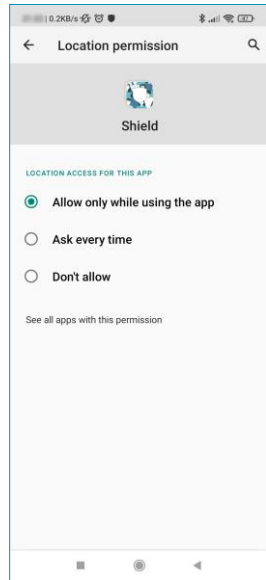 0.2KB/s
Location permission
Shield
LOCATION ACCESS FOR THIS APP
Allow only while using the app
Ask every time
Don't allow
See all apps with this permission